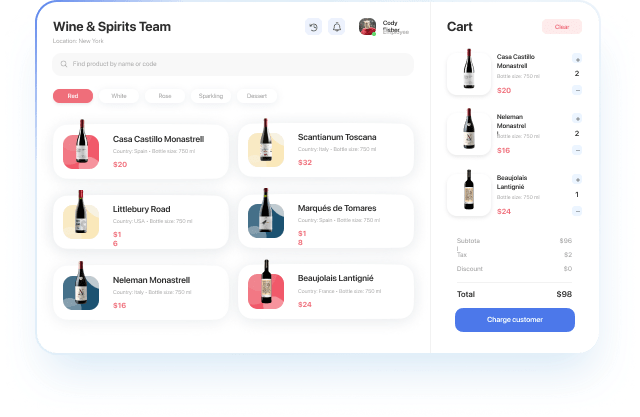 Wine & Spirits Team
Location: New York
Cody
Fisher
Employee
Find product by name or code
Red
White
Rose
Sparkling
Dessert
Casa Castillo Monastrell
Country: Spain • Bottle size: 750 ml
$20
Scantianum Toscana
Country: Italy • Bottle size: 750 ml
$32
Littlebury Road
Country: USA • Bottle size: 750 ml
$1
6
Marqués de Tomares
Country: Spain • Bottle size: 750 ml
$1
8
Neleman Monastrell
Country: Italy • Bottle size: 750 ml
$16
Beaujolais Lantignié
Country: France • Bottle size: 750 ml
$24
Cart
Clear
Casa Castillo
Monastrell
Bottle size: 750 ml
$20
+
2
−
Neleman
Monastrel
l
Bottle size: 750 ml
$16
+
2
−
Beaujolais
Lantignié
Bottle size: 750 ml
$24
+
1
−
Subtota
l
$96
Tax
$2
Discount
$0
Total
$98
Charge customer